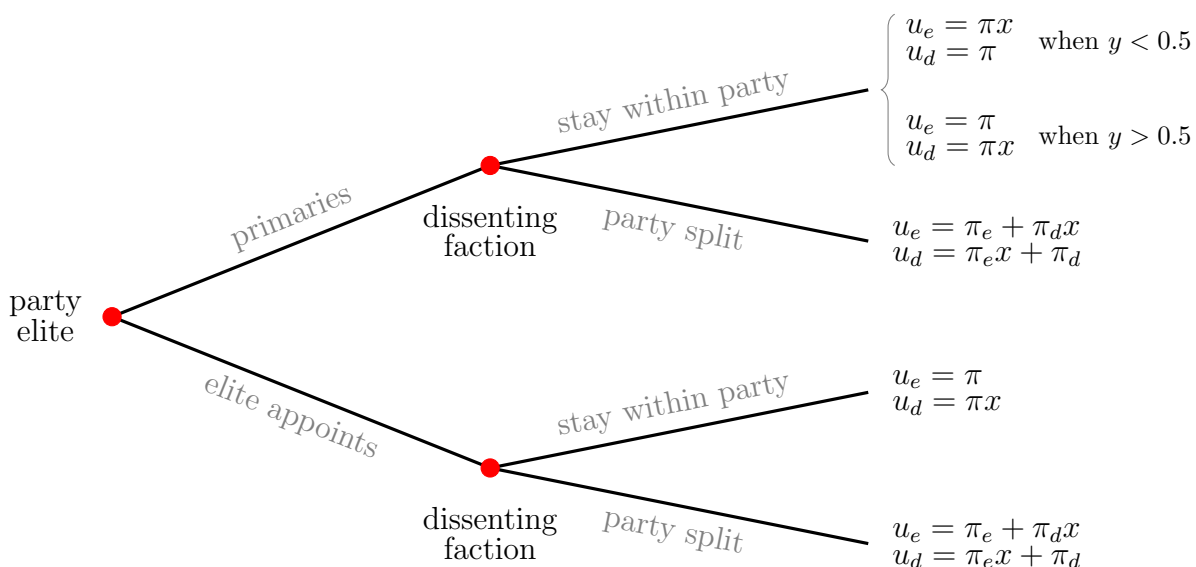 u_e = πx
u_d = π
when y < 0.5
stay within party
u_e = π
u_d = πx
when y > 0.5
primaries
dissenting
faction
party split
u_e = π_e + π_d x
u_d = π_e x + π_d
party
elite
elite appoints
stay within party
u_e = π
u_d = πx
dissenting
faction
party split
u_e = π_e + π_d x
u_d = π_e x + π_d